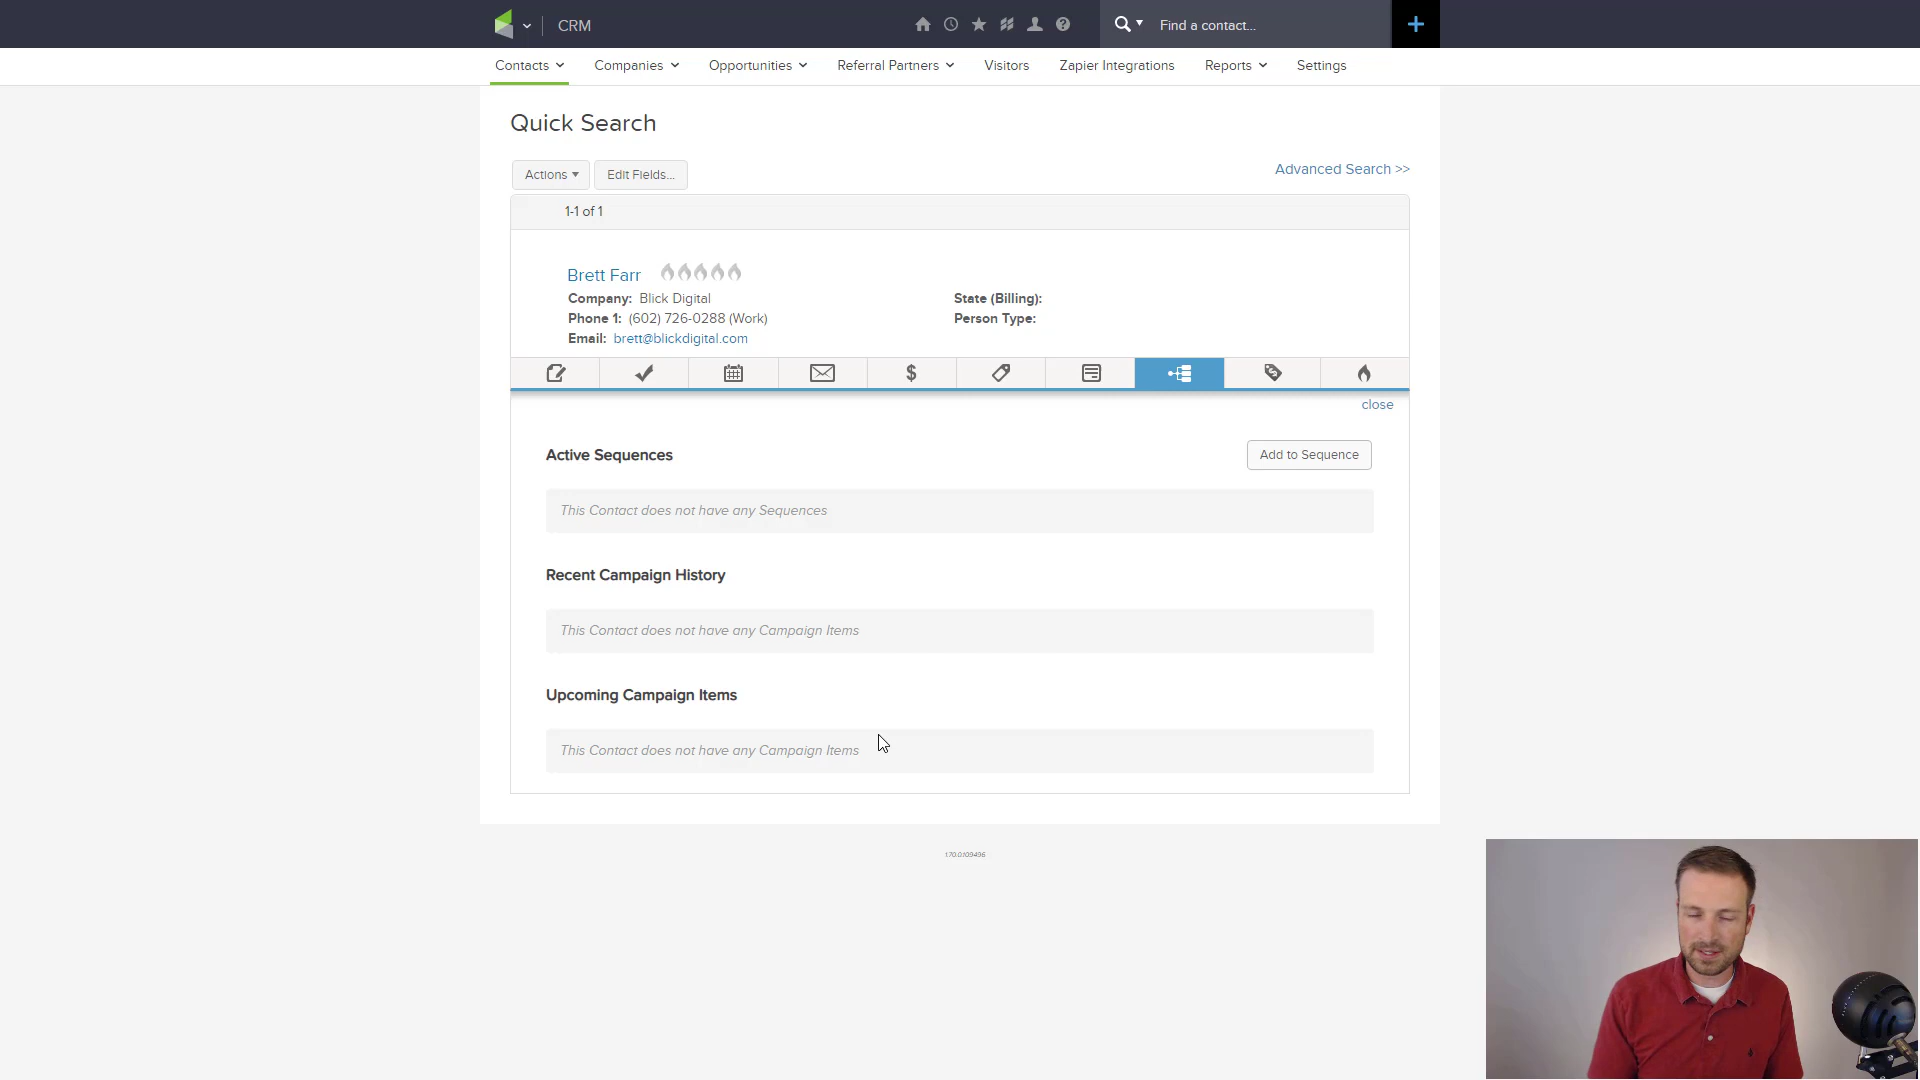 CRM
Find a contact...
Contacts
Companies
Opportunities
Referral Partners
Visitors
Zapier Integrations
Reports
Settings
Quick Search
Actions
Edit Fields...
Advanced Search >>
1-1 of 1
Brett Farr
Company: Blick Digital
State (Billing):
Phone 1: (602) 726-0288 (Work)
Person Type:
Email: brett@blickdigital.com
close
Active Sequences
Add to Sequence
This Contact does not have any Sequences
Recent Campaign History
This Contact does not have any Campaign Items
Upcoming Campaign Items
This Contact does not have any Campaign Items
1.70.0.109496